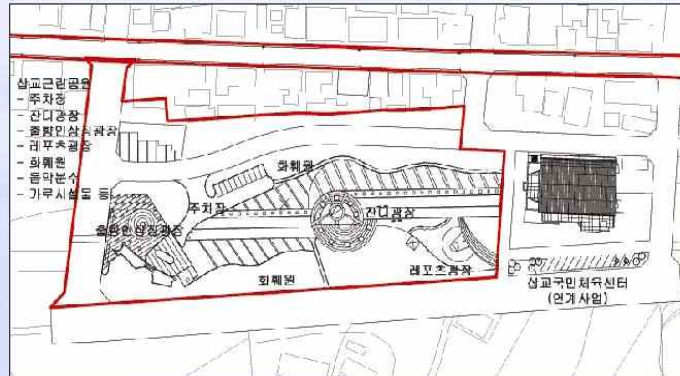 삽교근린공원
- 주차장
- 잔디광장
- 출향인상징광장
- 레포츠광장
- 화훼원
- 음악분수
- 가로시설물 등
화훼원
주차장
잔디광장
출향인상징광장
레포츠광장
화훼원
삽교국민체육센터
(연계사업)